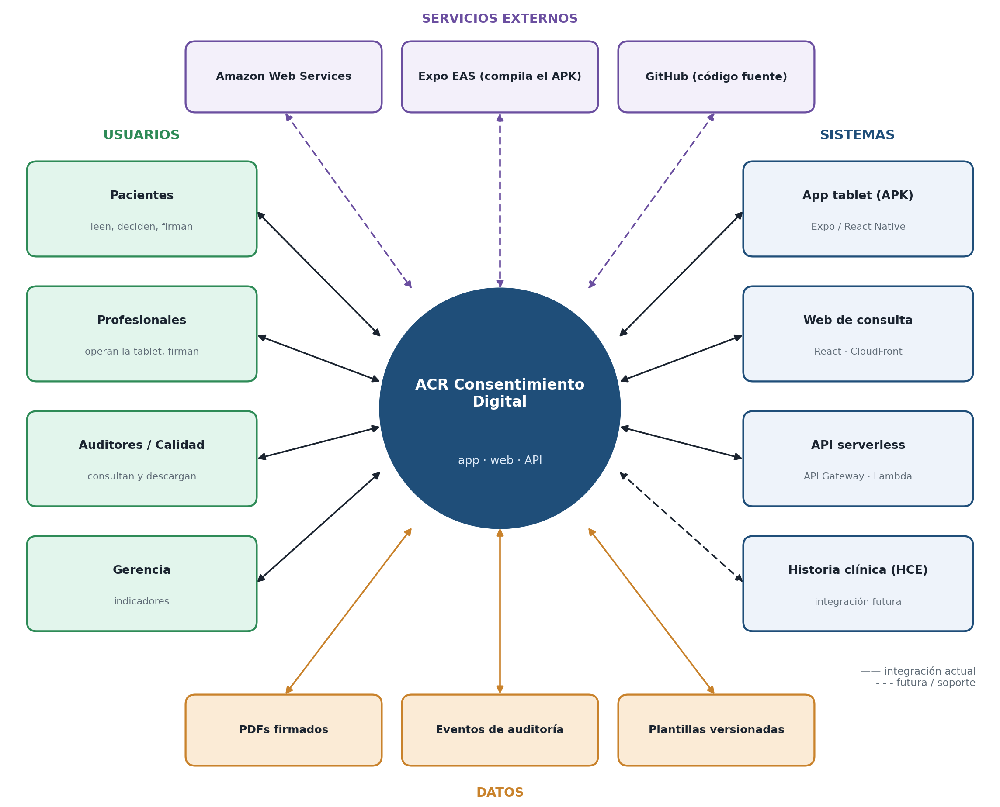 SERVICIOS EXTERNOS
Amazon Web Services
Expo EAS (compila el APK)
GitHub (código fuente)
USUARIOS
SISTEMAS
Pacientes
leen, deciden, firman
App tablet (APK)
Expo / React Native
Profesionales
operan la tablet, firman
Web de consulta
React · CloudFront
ACR Consentimiento
Digital
app · web · API
Auditores / Calidad
consultan y descargan
API serverless
API Gateway · Lambda
Gerencia
indicadores
Historia clínica (HCE)
integración futura
—— integración actual
- - - futura / soporte
PDFs firmados
Eventos de auditoría
Plantillas versionadas
DATOS